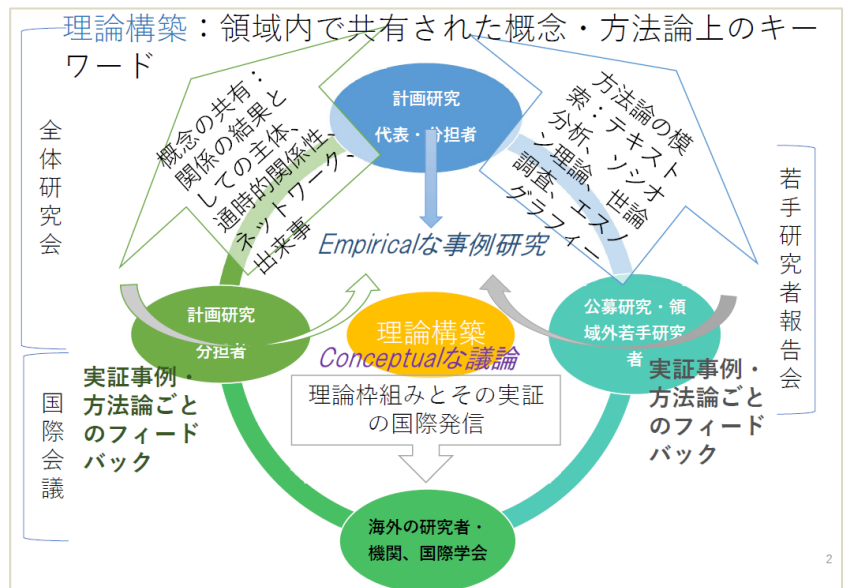 理論構築：領域内で共有された概念・方法論上のキー
ワード
全体研究会
国際会議
概念の共有：
関係の結果と
しての主体、
通時的関係性、
ネットワーク、
出来事
計画研究
代表・分担者
方法論の模
索：テキスト
分析、ソシオ
ン理論、世論
調査、エスノ
グラフィー
若手研究者報告会
Empiricalな事例研究
計画研究
分担者
理論構築
Conceptualな議論
公募研究・領
域外若手研究
者
実証事例・
方法論ごと
のフィード
バック
理論枠組みとその実証
の国際発信
実証事例・
方法論ごと
のフィード
バック
海外の研究者・
機関、国際学会
2